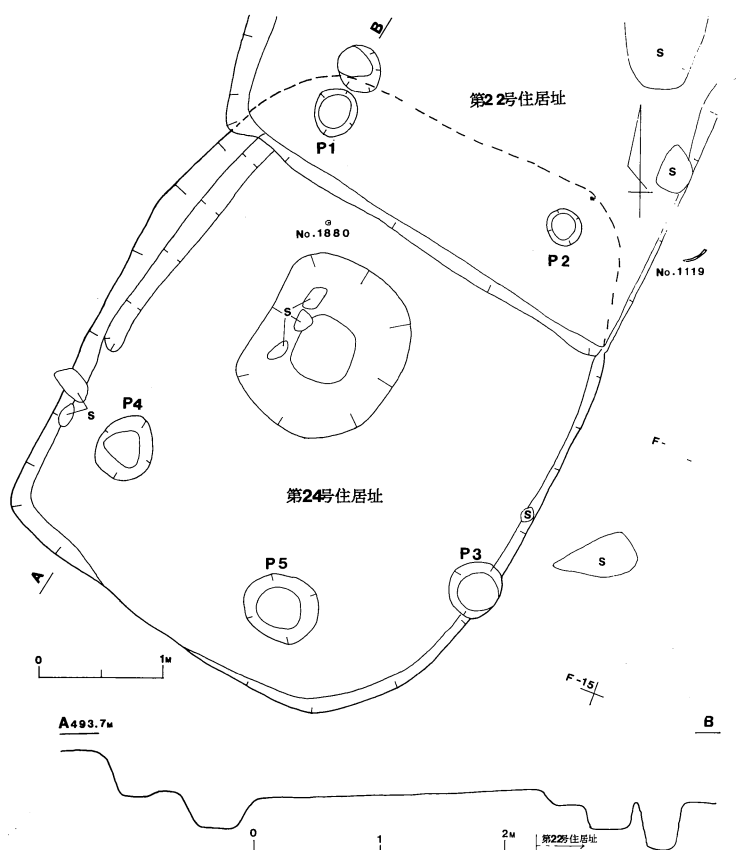 B
S
第22号住居址
P1
S
P2
No.1880
No.1119
S
P4
S
F-
第24号住居址
S
P3
S
P5
A
0 1M
F-15
A493.7M B
0 1 2M 第22号住居址